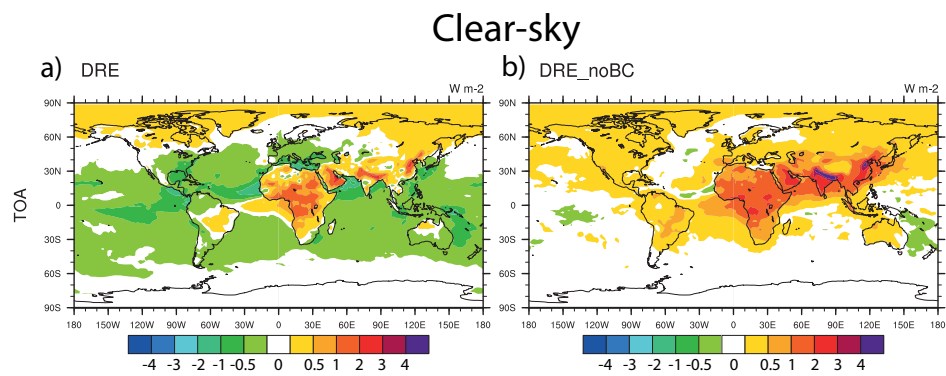 Clear-sky
a) DRE
b) DRE_noBC
W m-2
W m-2
TOA
90N
60N
30N
0
30S
60S
90S
180 150W 120W 90W 60W 30W 0 30E 60E 90E 120E 150E 180
-4 -3 -2 -1 -0.5 0 0.5 1 2 3 4
90N
60N
30N
0
30S
60S
90S
180 150W 120W 90W 60W 30W 0 30E 60E 90E 120E 150E 180
-4 -3 -2 -1 -0.5 0 0.5 1 2 3 4